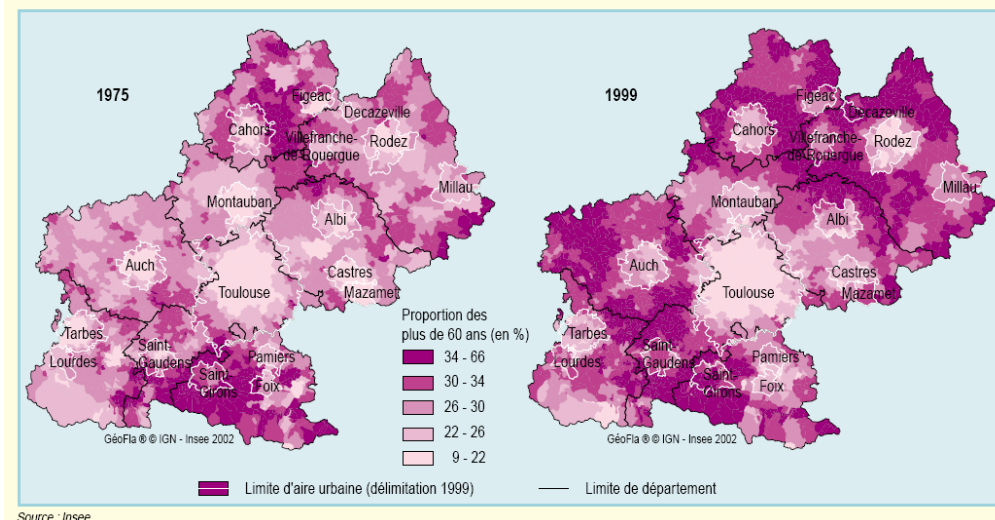 1975
Figeac
Decazeville
Cahors
Villefranche-
de-Rouergue
Rodez
Millau
Montauban
Albi
Auch
Castres
Toulouse
Mazamet
Tarbes
Lourdes
Saint-
Gaudens
Pamiers
Saint-
Girons
Foix
GéoFla ® © IGN - Insee 2002
Proportion des
plus de 60 ans (en %)
34 - 66
30 - 34
26 - 30
22 - 26
9 - 22
1999
Figeac
Decazeville
Cahors
Villefranche-
de-Rouergue
Rodez
Millau
Montauban
Albi
Auch
Castres
Toulouse
Mazamet
Tarbes
Lourdes
Saint-
Gaudens
Pamiers
Saint-
Girons
Foix
GéoFla ® © IGN - Insee 2002
Limite d'aire urbaine (délimitation 1999)
Limite de département
Source : Insee